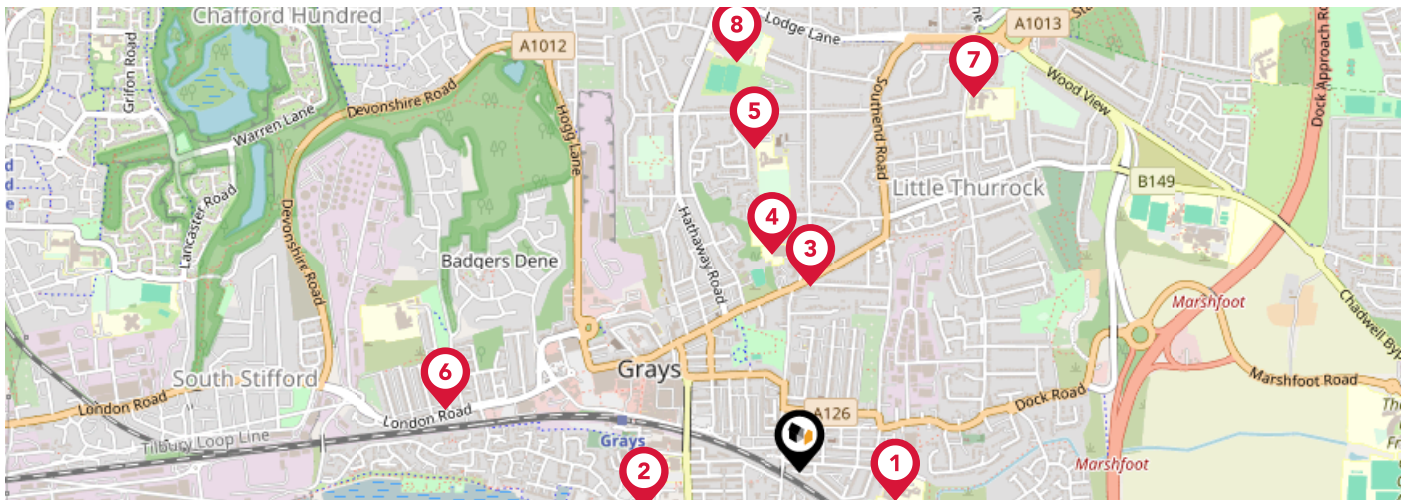 Chafford Hundred
8
Lodge Lane
A1013
A1012
Grifon Road
7
Dock Approach Ro
Devonshire Road
Wood View
Southend Road
5
Hogg Lane
Warren Lane
d
d
e
B149
Little Thurrock
Lancaster Road
Devonshire Road
4
Hathaway Road
3
Badgers Dene
Marshfoot
Chadwell Byp
Grays
6
South Stifford
Marshfoot Road
London Road
London Road
Dock Road
A126
The
Tilbury Loop Line
Grays
2
1
Marshfoot